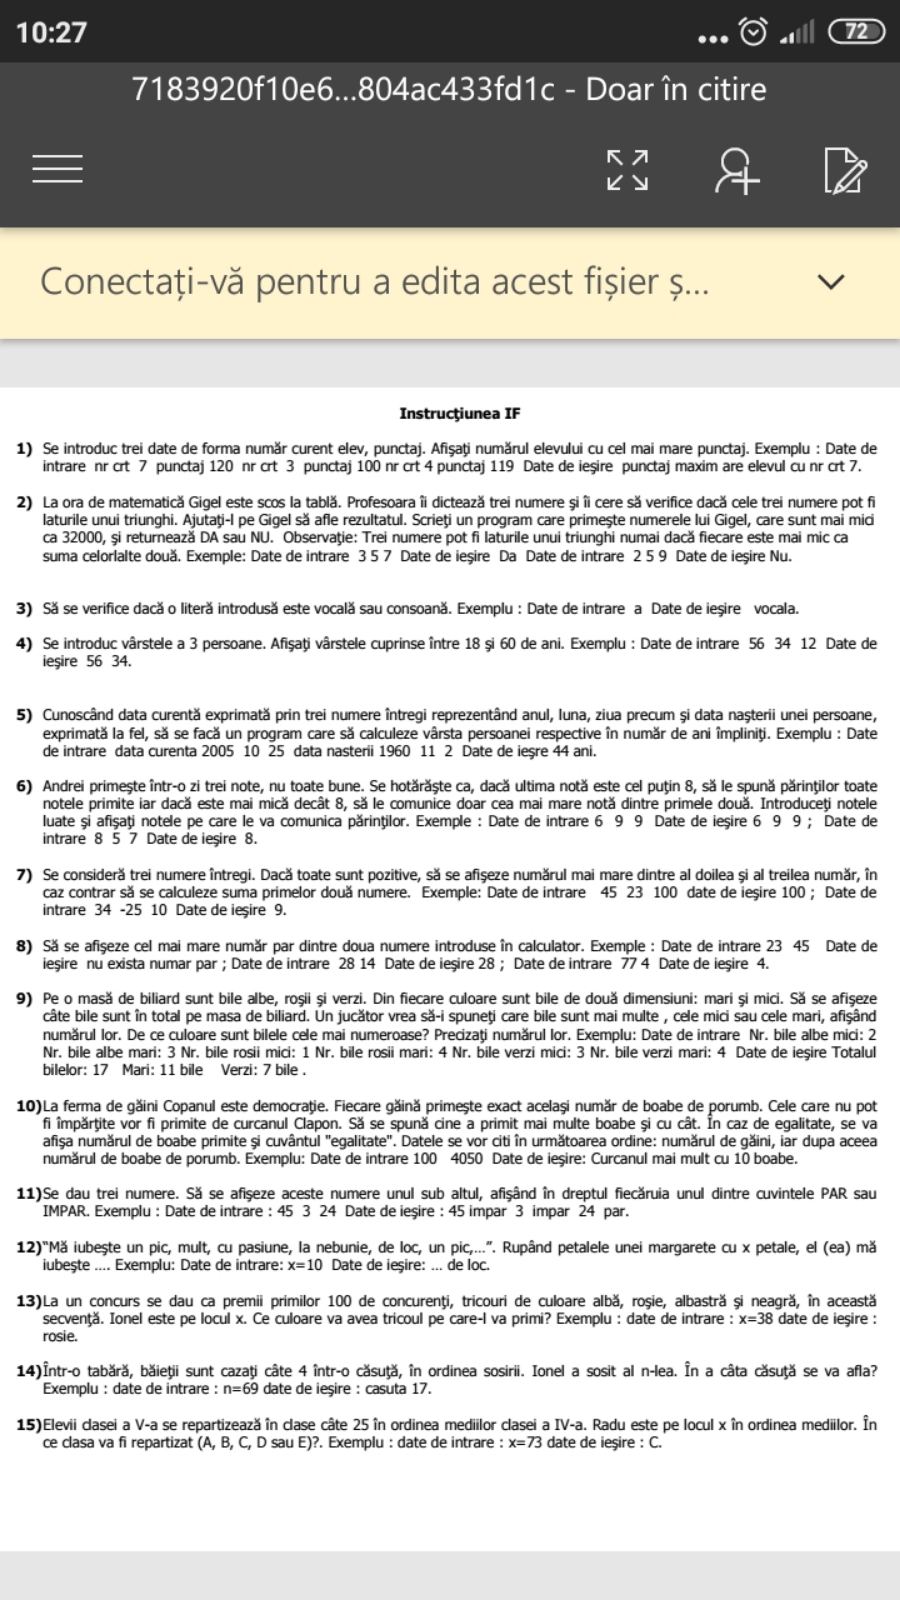 10:27
72
7183920f10e6...804ac433fd1c - Doar în citire
Conectați-vă pentru a edita acest fișier ș...
Instrucţiunea IF
1) Se introduc trei date de forma număr curent elev, punctaj. Afişaţi numărul elevului cu cel mai mare punctaj. Exemplu : Date de
intrare nr crt 7 punctaj 120 nr crt 3 punctaj 100 nr crt 4 punctaj 119 Date de ieşire punctaj maxim are elevul cu nr crt 7.
2) La ora de matematică Gigel este scos la tablă. Profesoara îi dictează trei numere şi îi cere să verifice dacă cele trei numere pot fi
laturile unui triunghi. Ajutaţi-l pe Gigel să afle rezultatul. Scrieţi un program care primeşte numerele lui Gigel, care sunt mai mici
ca 32000, şi returnează DA sau NU. Observaţie: Trei numere pot fi laturile unui triunghi numai dacă fiecare este mai mic ca
suma celorlalte două. Exemple: Date de intrare 3 5 7 Date de ieşire Da Date de intrare 2 5 9 Date de ieşire Nu.
3) Să se verifice dacă o literă introdusă este vocală sau consoană. Exemplu : Date de intrare a Date de ieşire vocala.
4) Se introduc vârstele a 3 persoane. Afişaţi vârstele cuprinse între 18 şi 60 de ani. Exemplu : Date de intrare 56 34 12 Date de
ieşire 56 34.
5) Cunoscând data curentă exprimată prin trei numere întregi reprezentând anul, luna, ziua precum şi data naşterii unei persoane,
exprimată la fel, să se facă un program care să calculeze vârsta persoanei respective în număr de ani împliniţi. Exemplu : Date
de intrare data curenta 2005 10 25 data nasterii 1960 11 2 Date de ieşre 44 ani.
6) Andrei primeşte într-o zi trei note, nu toate bune. Se hotărăşte ca, dacă ultima notă este cel puţin 8, să le spună părinţilor toate
notele primite iar dacă este mai mică decât 8, să le comunice doar cea mai mare notă dintre primele două. Introduceţi notele
luate şi afişaţi notele pe care le va comunica părinţilor. Exemple : Date de intrare 6 9 9 Date de ieşire 6 9 9 ; Date de
intrare 8 5 7 Date de ieşire 8.
7) Se consideră trei numere întregi. Dacă toate sunt pozitive, să se afişeze numărul mai mare dintre al doilea şi al treilea număr, în
caz contrar să se calculeze suma primelor două numere. Exemple: Date de intrare 45 23 100 date de ieşire 100 ; Date de
intrare 34 -25 10 Date de ieşire 9.
8) Să se afişeze cel mai mare număr par dintre doua numere introduse în calculator. Exemple : Date de intrare 23 45 Date de
ieşire nu exista numar par ; Date de intrare 28 14 Date de ieşire 28 ; Date de intrare 77 4 Date de ieşire 4.
9) Pe o masă de biliard sunt bile albe, roşii şi verzi. Din fiecare culoare sunt bile de două dimensiuni: mari şi mici. Să se afişeze
câte bile sunt în total pe masa de biliard. Un jucător vrea să-i spuneţi care bile sunt mai multe , cele mici sau cele mari, afişând
numărul lor. De ce culoare sunt bilele cele mai numeroase? Precizaţi numărul lor. Exemplu: Date de intrare Nr. bile albe mici: 2
Nr. bile albe mari: 3 Nr. bile rosii mici: 1 Nr. bile rosii mari: 4 Nr. bile verzi mici: 3 Nr. bile verzi mari: 4 Date de ieşire Totalul
bilelor: 17 Mari: 11 bile Verzi: 7 bile .
10)La ferma de găini Copanul este democraţie. Fiecare găină primeşte exact acelaşi număr de boabe de porumb. Cele care nu pot
fi împărţite vor fi primite de curcanul Clapon. Să se spună cine a primit mai multe boabe şi cu cât. În caz de egalitate, se va
afişa numărul de boabe primite şi cuvântul "egalitate". Datele se vor citi în următoarea ordine: numărul de găini, iar dupa aceea
numărul de boabe de porumb. Exemplu: Date de intrare 100 4050 Date de ieşire: Curcanul mai mult cu 10 boabe.
11)Se dau trei numere. Să se afişeze aceste numere unul sub altul, afişând în dreptul fiecăruia unul dintre cuvintele PAR sau
IMPAR. Exemplu : Date de intrare : 45 3 24 Date de ieşire : 45 impar 3 impar 24 par.
12)“Mă iubeşte un pic, mult, cu pasiune, la nebunie, de loc, un pic,...”. Rupând petalele unei margarete cu x petale, el (ea) mă
iubeşte .... Exemplu: Date de intrare: x=10 Date de ieşire: ... de loc.
13)La un concurs se dau ca premii primilor 100 de concurenţi, tricouri de culoare albă, roşie, albastră şi neagră, în această
secvenţă. Ionel este pe locul x. Ce culoare va avea tricoul pe care-l va primi? Exemplu : date de intrare : x=38 date de ieşire :
rosie.
14)Într-o tabără, băieţii sunt cazaţi câte 4 într-o căsuţă, în ordinea sosirii. Ionel a sosit al n-lea. În a câta căsuţă se va afla?
Exemplu : date de intrare : n=69 date de ieşire : casuta 17.
15)Elevii clasei a V-a se repartizează în clase câte 25 în ordinea mediilor clasei a IV-a. Radu este pe locul x în ordinea mediilor. În
ce clasa va fi repartizat (A, B, C, D sau E)?. Exemplu : date de intrare : x=73 date de ieşire : C.